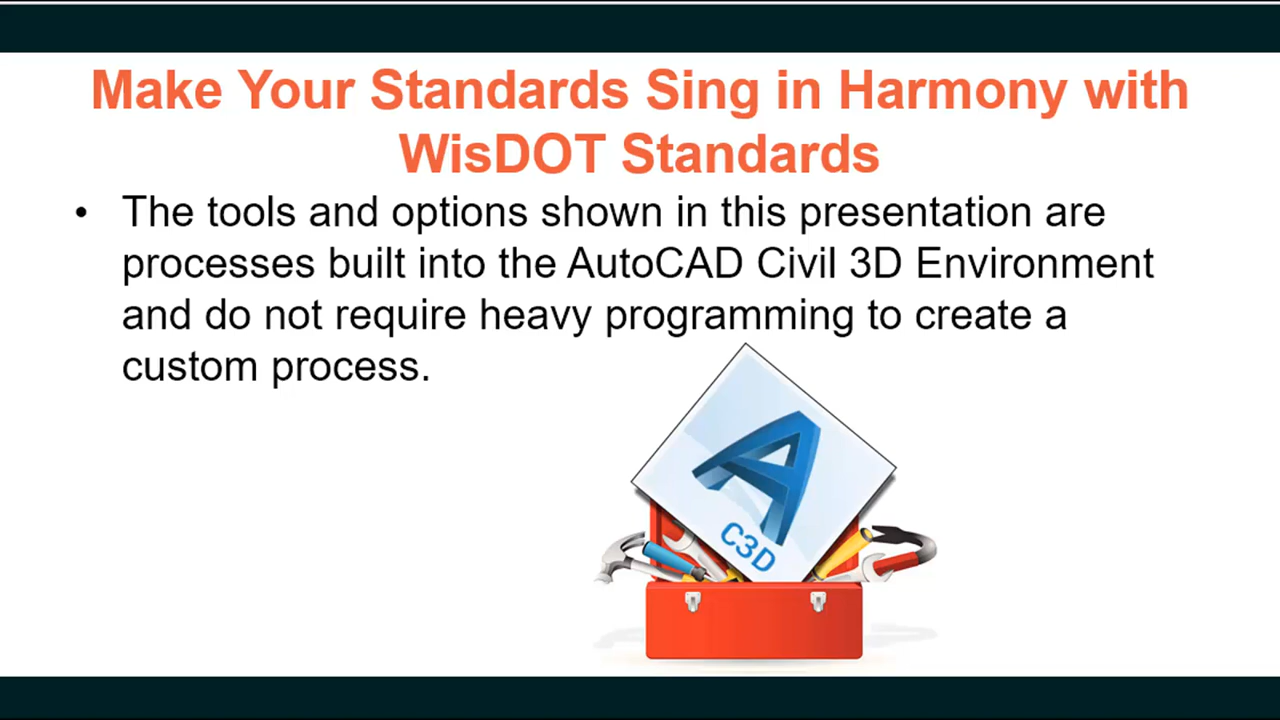 Make Your Standards Sing in Harmony with
WisDOT Standards
• The tools and options shown in this presentation are
processes built into the AutoCAD Civil 3D Environment
and do not require heavy programming to create a
custom process.
C3D